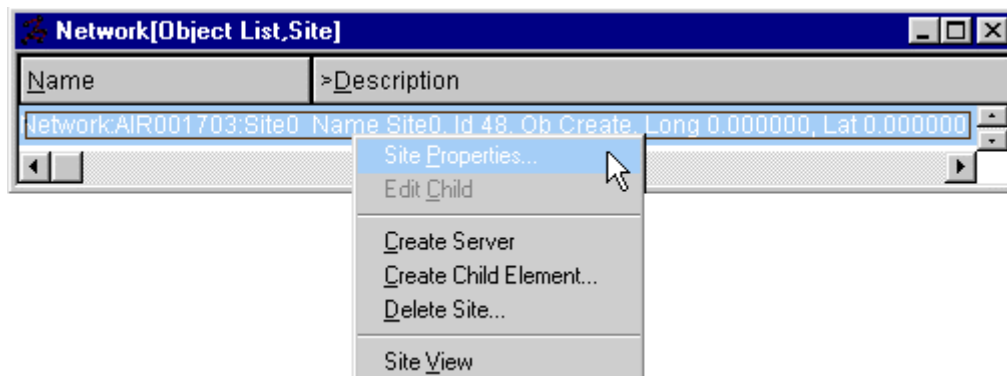 Network[Object List,Site]
Name >Description
Network:AIR001703:Site0 Name Site0, Id 48, Ob Create, Long 0.000000, Lat 0.000000
Site Properties...
Edit Child
Create Server
Create Child Element...
Delete Site...
Site View